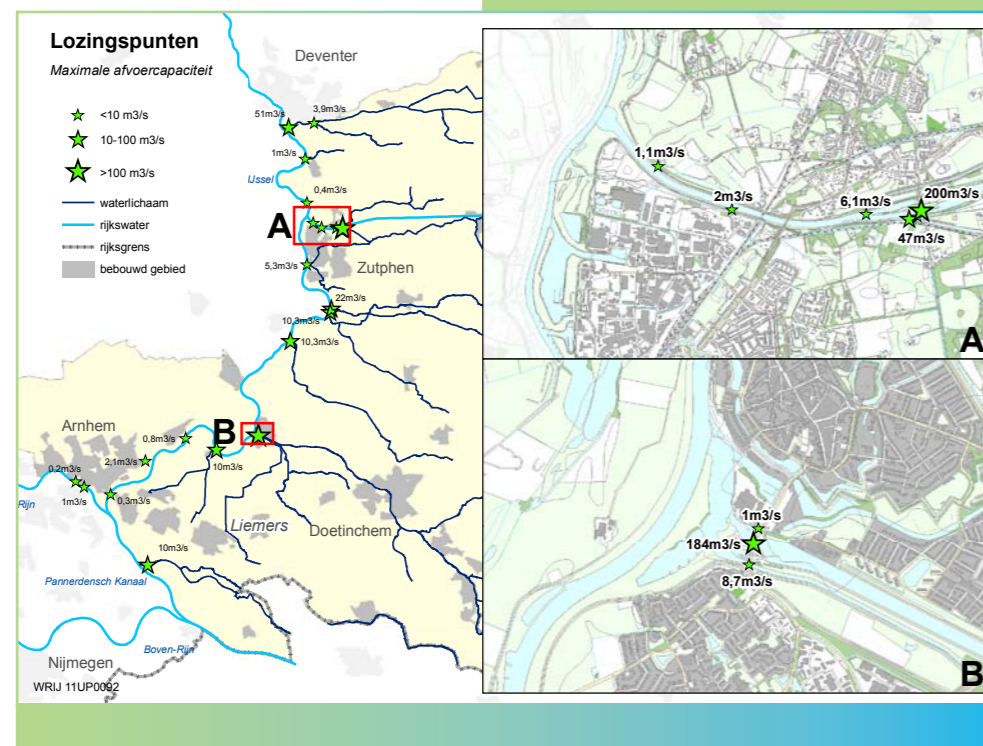 Lozingspunten
Maximale afvoercapaciteit
<10 m3/s
10-100 m3/s
>100 m3/s
waterlichaam
rijkswater
rijksgrens
bebouwd gebied
Deventer
51m3/s
3,9m3/s
1m3/s
IJssel
0,4m3/s
A
5,3m3/s
Zutphen
22m3/s
10,3m3/s
10,3m3/s
Arnhem
0,8m3/s
B
10m3/s
2,1m3/s
0,2m3/s
1m3/s
0,3m3/s
Rijn
Liemers
Doetinchem
10m3/s
Pannerdensch Kanaal
Boven-Rijn
Nijmegen
WRIJ 11UP0092
1,1m3/s
2m3/s
6,1m3/s
200m3/s
47m3/s
A
1m3/s
184m3/s
8,7m3/s
B